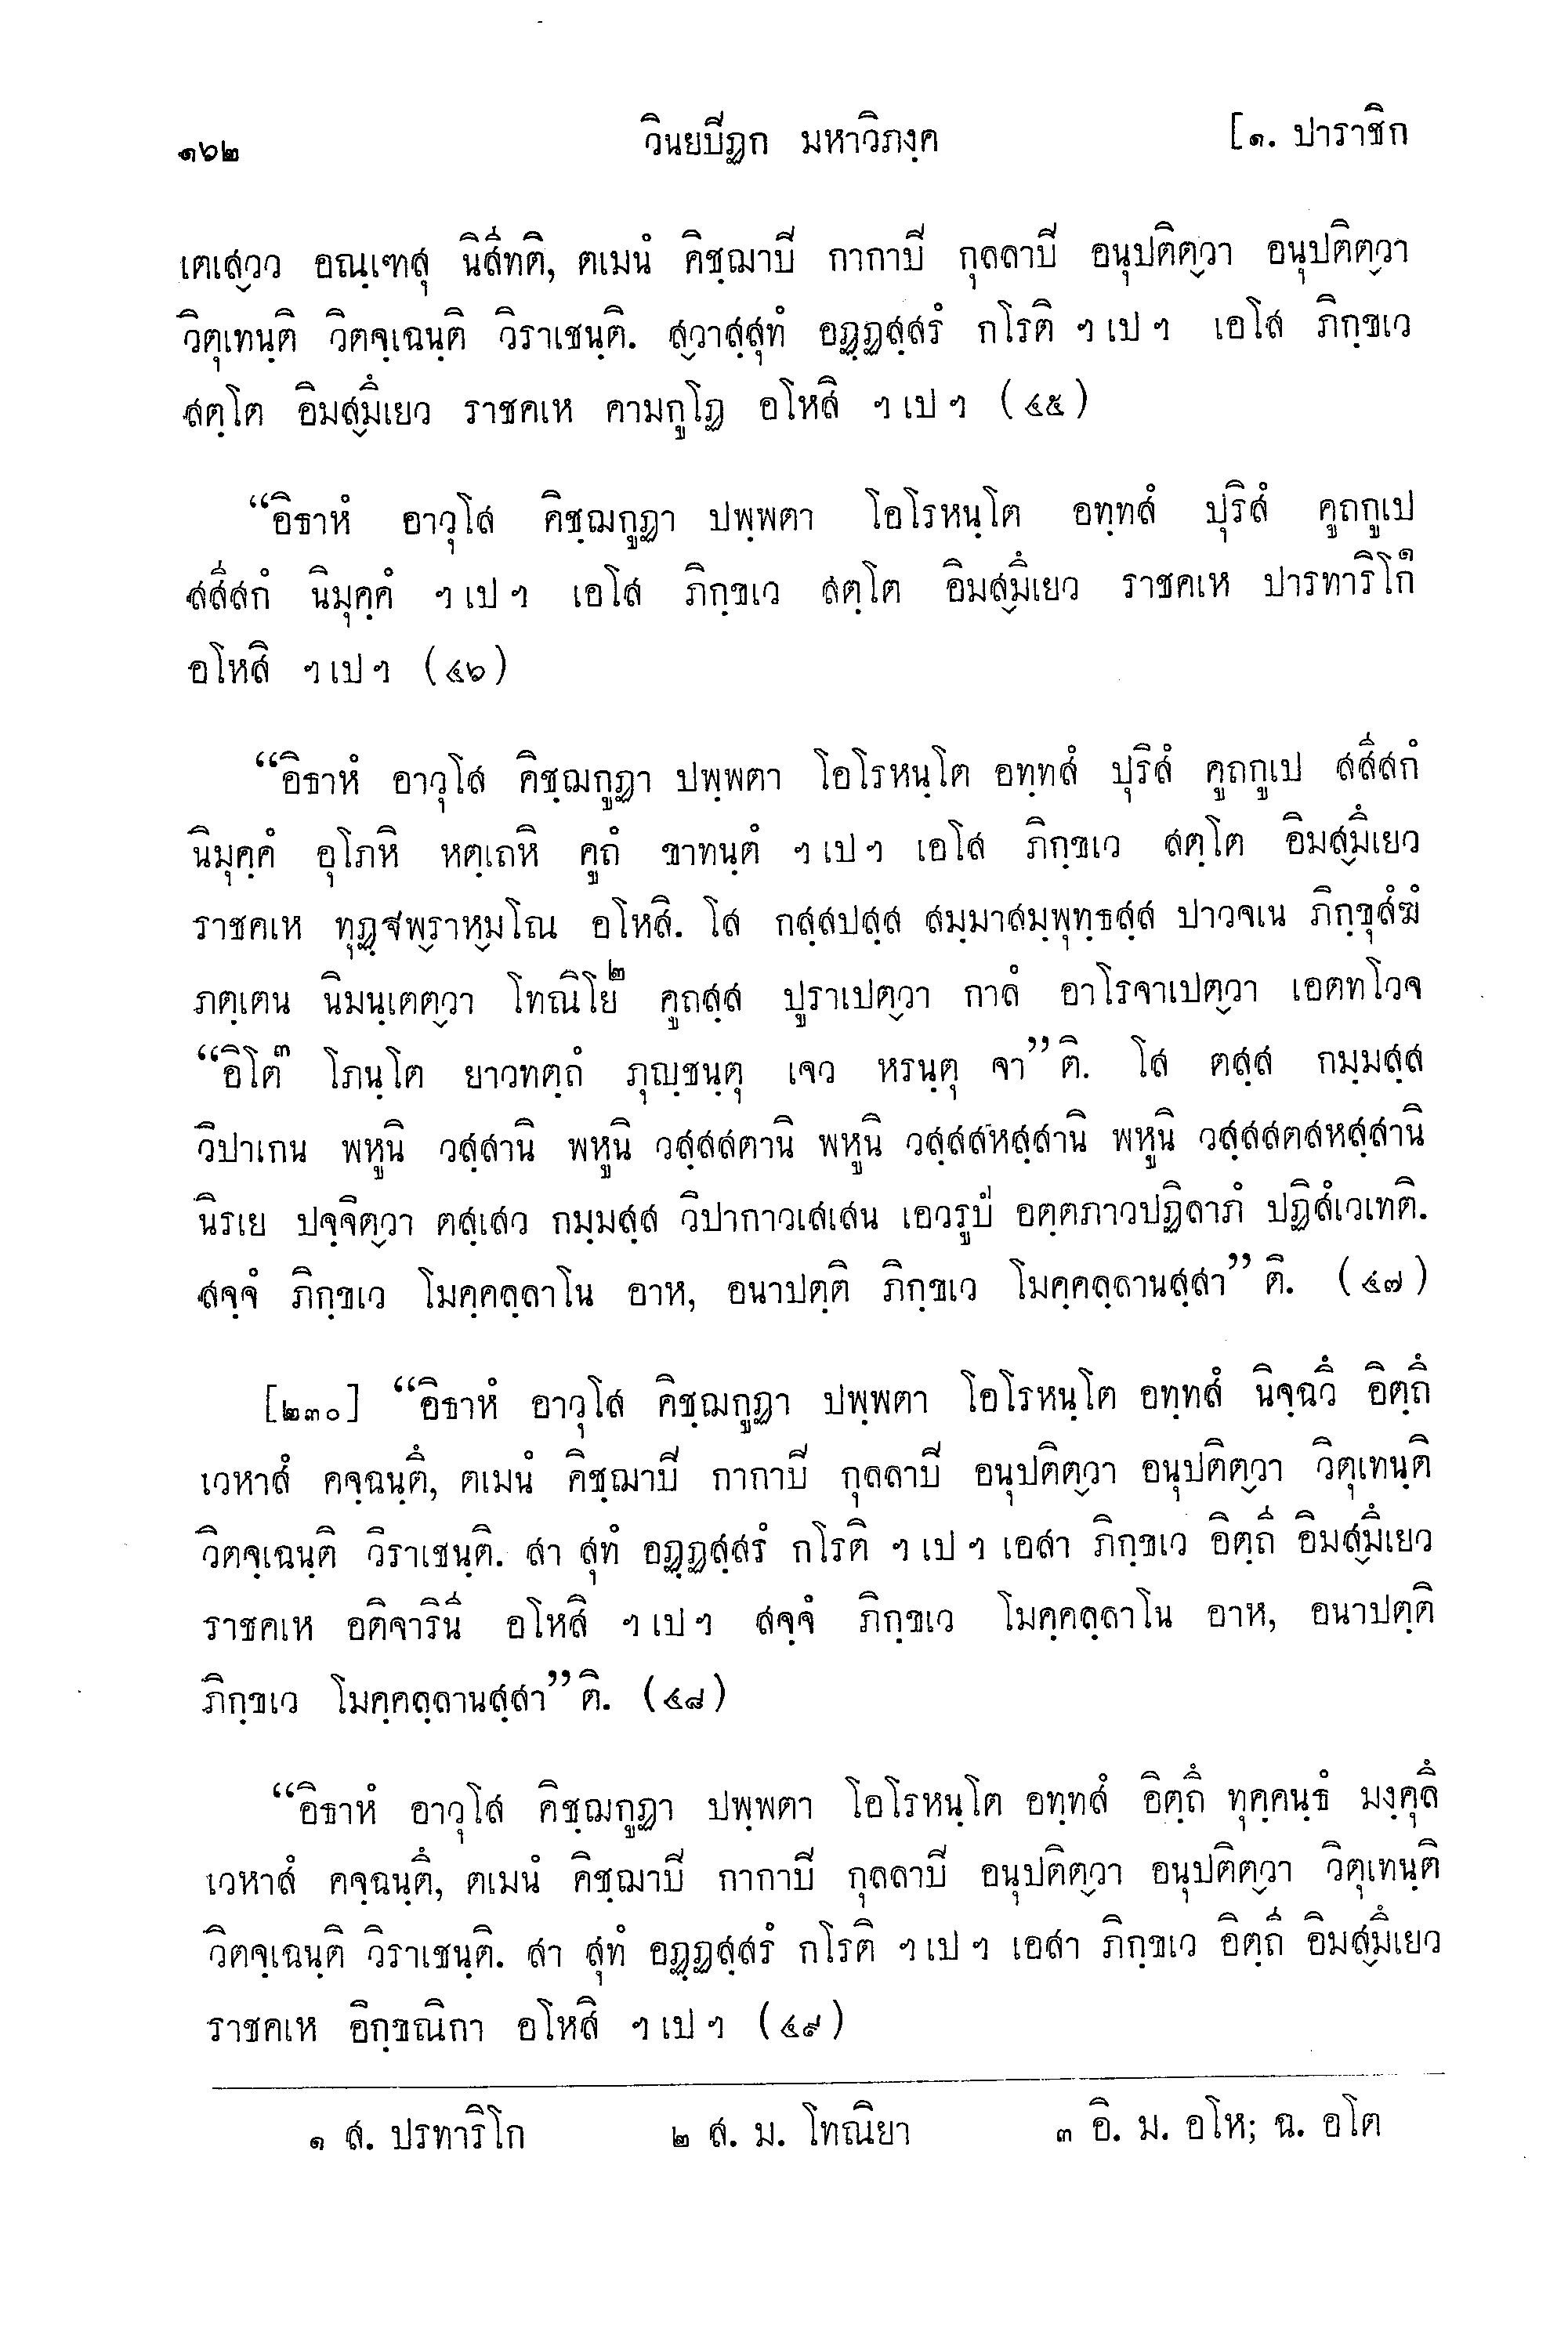 ๑๖๒ วินยปีฏก มหาวิภงฺค [๑. ปาราชิก
เตเสฺวว อณฺเฑสุ นิสีทติ, ตเมนํ คิชฺฌาปี กากาปี กุลลาปี อนุปติตฺวา อนุปติตฺวา
วิตุเทนฺติ วิตจฺเฉนฺติ วิราเชนฺติ. สฺวาสฺสุทํ อฏฺฏสฺสรํ กโรติ ฯ เป ฯ เอโส ภิกฺขเว
สตฺโต อิมสฺมึเยว ราชคเห คามกูโฏ อโหสิ ฯ เป ฯ (๔๕)
“อิธาหํ อาวุโส คิชฺฌกูฏา ปพฺพตา โอโรหนฺโต อทฺทสํ ปุริสํ คูถกูเป
สสีสกํ นิมุคฺคํ ฯ เป ฯ เอโส ภิกฺขเว สตฺโต อิมสฺมึเยว ราชคเห ปารทาริโก๑
อโหสิ ฯ เป ฯ (๔๖)
“อิธาหํ อาวุโส คิชฺฌกูฏา ปพฺพตา โอโรหนฺโต อทฺทสํ ปุริสํ คูถกูเป สสีสกํ
นิมุคฺคํ อุโภหิ หตฺเถหิ คูถํ ขาทนฺตํ ฯ เป ฯ เอโส ภิกฺขเว สตฺโต อิมสฺมึเยว
ราชคเห ทุฏฺฐพฺราหฺมโณ อโหสิ. โส กสฺสปสฺส สมฺมาสมฺพุทฺธสฺส ปาวจเน ภิกฺขุสํฆํ
ภตฺเตน นิมนฺเตตฺวา โทณิโย๒ คูถสฺส ปูราเปตฺวา กาลํ อาโรจาเปตฺวา เอตทโวจ
“อิโต๓ โภนฺโต ยาวทตฺถํ ภุญฺชนฺตุ เจว หรนฺตุ จา”ติ. โส ตสฺส กมฺมสฺส
วิปาเกน พหูนิ วสฺสานิ พหูนิ วสฺสสตานิ พหูนิ วสฺสสหสฺสานิ พหูนิ วสฺสสตสหสฺสานิ
นิรเย ปจฺจิตฺวา ตสฺเสว กมฺมสฺส วิปากาวเสเสน เอวรูปํ อตฺตภาวปฏิลาภํ ปฏิสํเวเทติ.
สจฺจํ ภิกฺขเว โมคฺคลฺลาโน อาห, อนาปตฺติ ภิกฺขเว โมคฺคลฺลานสฺสา”ติ. (๔๗)
[๒๓๐] “อิธาหํ อาวุโส คิชฺฌกูฏา ปพฺพตา โอโรหนฺโต อทฺทสํ นิจฺฉวึ อิตฺถึ
เวหาสํ คจฺฉนฺตึ, ตเมนํ คิชฺฌาปี กากาปี กุลลาปี อนุปติตฺวา อนุปติตฺวา วิตุเทนฺติ
วิตจฺเฉนฺติ วิราเชนฺติ. สา สุทํ อฏฺฏสฺสรํ กโรติ ฯ เป ฯ เอสา ภิกฺขเว อิตฺถี อิมสฺมึเยว
ราชคเห อติจารินี อโหสิ ฯ เป ฯ สจฺจํ ภิกฺขเว โมคฺคลฺลาโน อาห, อนาปตฺติ
ภิกฺขเว โมคฺคลฺลานสฺสา”ติ. (๔๘)
“อิธาหํ อาวุโส คิชฺฌกูฏา ปพฺพตา โอโรหนฺโต อทฺทสํ อิตฺถึ ทุคฺคนฺธํ มงฺคุลึ
เวหาสํ คจฺฉนฺตึ, ตเมนํ คิชฺฌาปี กากาปี กุลลาปี อนุปติตฺวา อนุปติตฺวา วิตุเทนฺติ
วิตจฺเฉนฺติ วิราเชนฺติ. สา สุทํ อฏฺฏสฺสรํ กโรติ ฯ เป ฯ เอสา ภิกฺขเว อิตฺถี อิมสฺมึเยว
ราชคเห อิกฺขณิกา อโหสิ ฯ เป ฯ (๔๙)
๑ ส. ปรทาริโก ๒ ส. ม. โทณิยา ๓ อิ. ม. อโห; ฉ. อโต